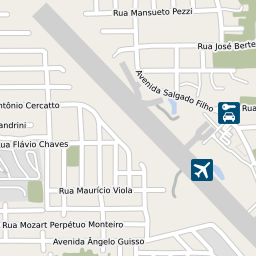 Rua Mansueto Pezzi
Rua José Berte
Avenida Salgado Filho
ntônio Cercatto
Rua
andrini
Rua Flávio Chaves
Rua Maurício Viola
Rua Mozart Perpétuo Monteiro
Avenida Ângelo Guisso